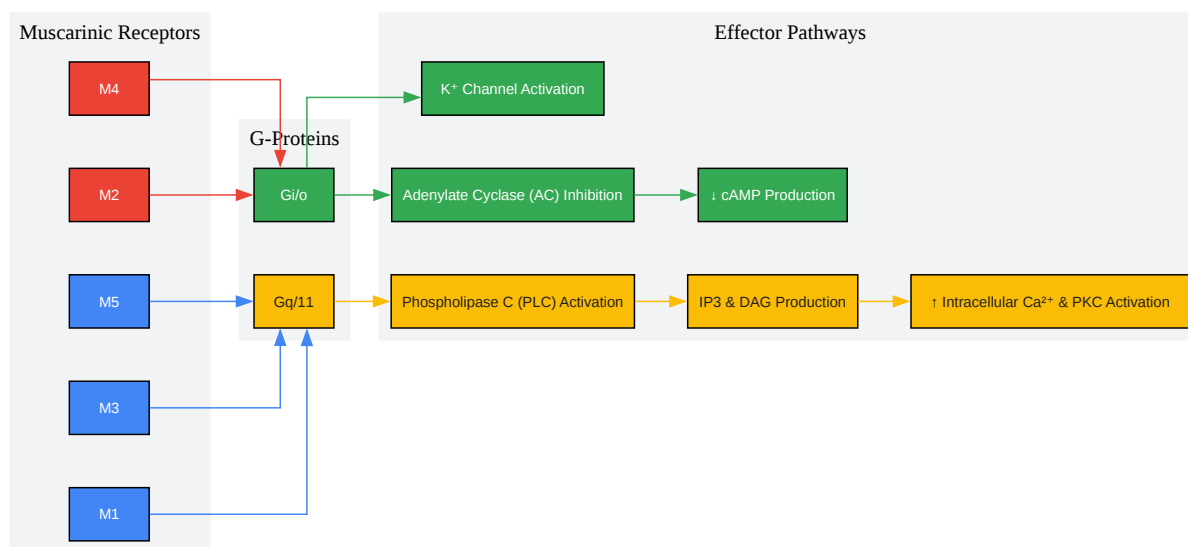 Muscarinic Receptors
Effector Pathways
M4
K⁺ Channel Activation
G-Proteins
M2
Gi/o
Adenylate Cyclase (AC) Inhibition
↓ cAMP Production
M5
Gq/11
Phospholipase C (PLC) Activation
IP3 & DAG Production
↑ Intracellular Ca²⁺ & PKC Activation
M3
M1